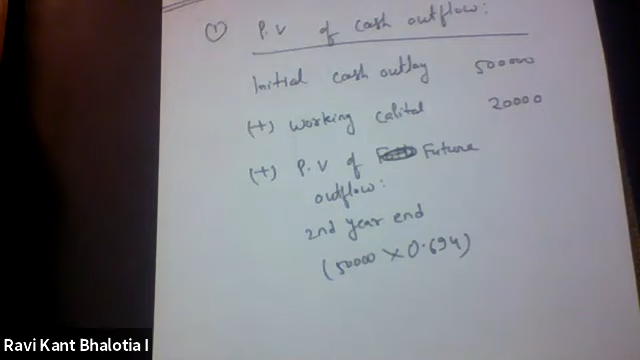 ① P.V of cash outflow:
Initial cash outlay 500000
(+) working calital 20000
(+) P.V of Future
outflow:
2nd year end
(50000 × 0.694)
Ravi Kant Bhalotia I